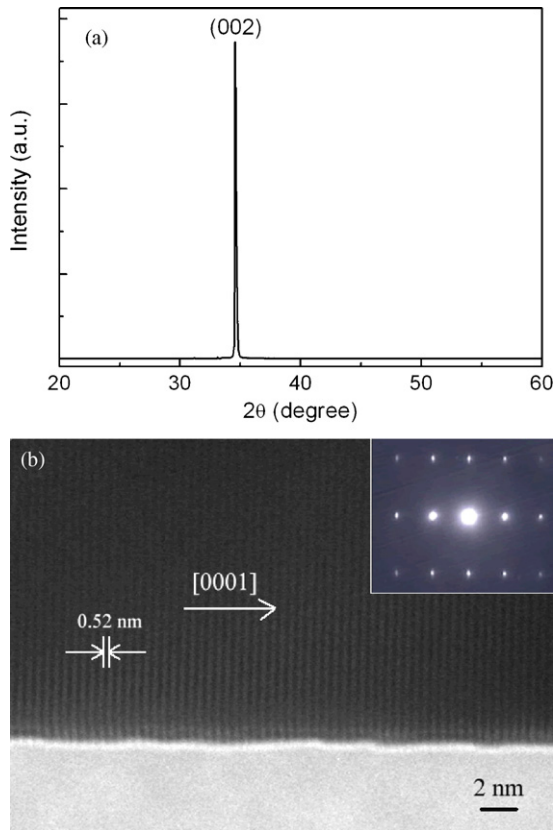 (a)
(002)
Intensity (a.u.)
20 30 40 50 60
2θ (degree)
(b)
[0001]
0.52 nm
2 nm